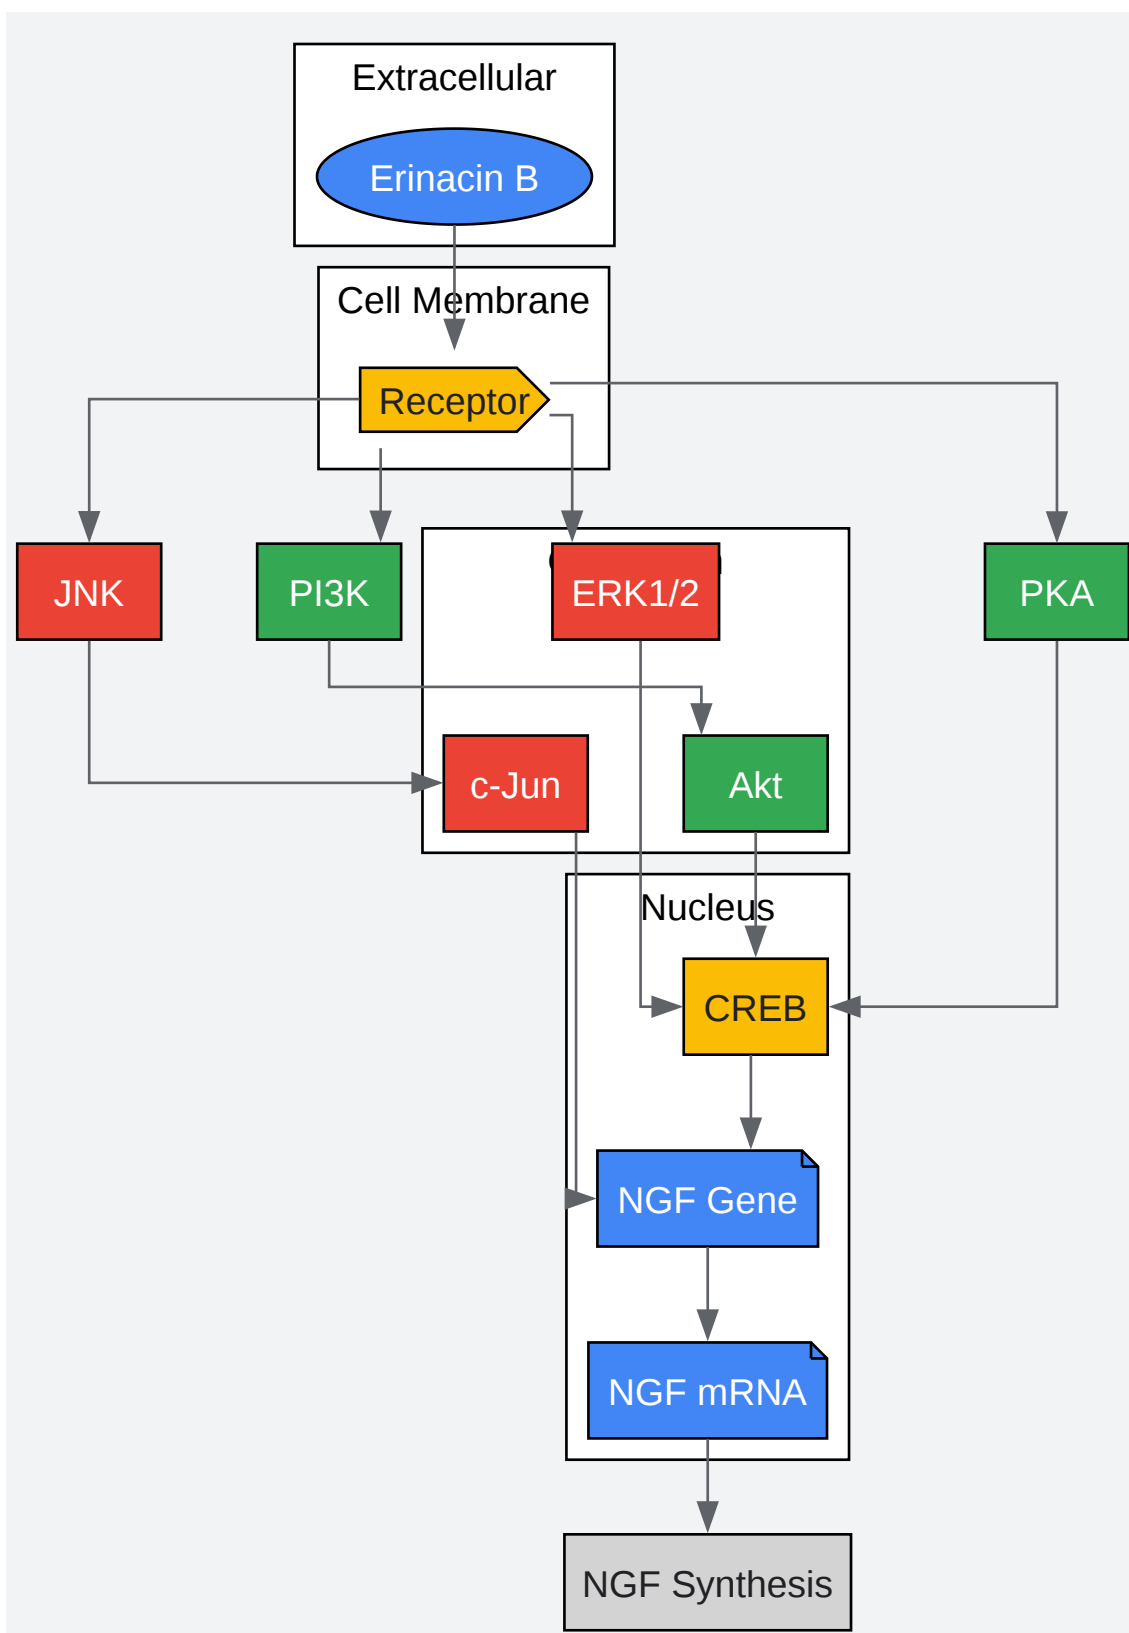 Extracellular
Erinacin B
Cell Membrane
Receptor
JNK
PI3K
ERK1/2
PKA
c-Jun
Akt
Nucleus
CREB
NGF Gene
NGF mRNA
NGF Synthesis